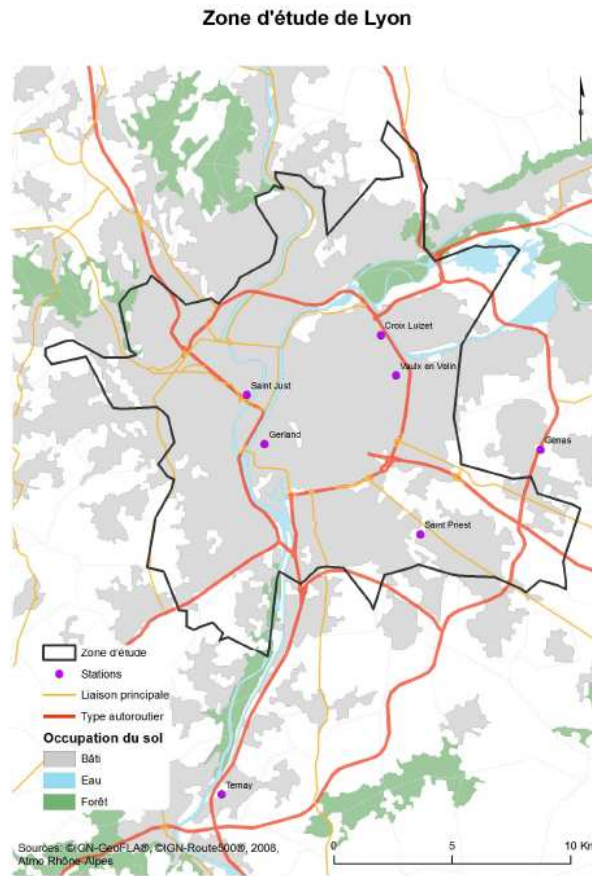 Zone d'étude de Lyon
Croix Luizet
Vaulx en Velin
Saint Just
Gerland
Genas
Saint Priest
Zone d'étude
Stations
Liaison principale
Type autoroutier
Occupation du sol
Bâti
Eau
Forêt
Ternay
Sources: ©IGN-GeoFLA®, ©IGN-Route500®, 2008,
Atmo Rhône-Alpes
0 5 10 Km